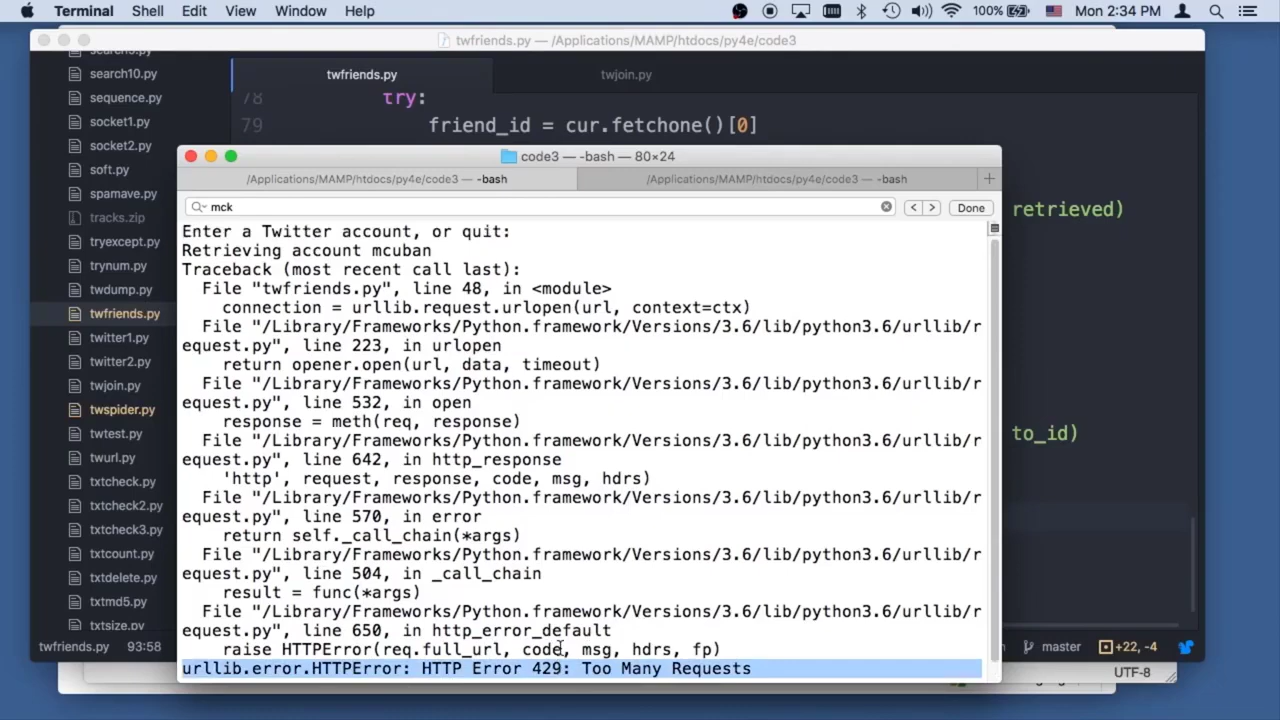 Terminal Shell Edit View Window Help 100% Mon 2:34 PM
twfriends.py — /Applications/MAMP/htdocs/py4e/code3
search10.py
sequence.py
socket1.py
socket2.py
soft.py
spamave.py
tracks.zip
tryexcept.py
trynum.py
twdump.py
twfriends.py
twitter1.py
twitter2.py
twjoin.py
twspider.py
twtest.py
twurl.py
txtcheck.py
txtcheck2.py
txtcheck3.py
txtcount.py
txtdelete.py
txtmd5.py
txtsize.py
twfriends.py 93:58
twfriends.py twjoin.py
78 try:
79 friend_id = cur.fetchone()[0]
retrieved)
to_id)
master +22, -4
UTF-8
code3 — -bash — 80×24
/Applications/MAMP/htdocs/py4e/code3 — -bash /Applications/MAMP/htdocs/py4e/code3 — -bash
mck Done
Enter a Twitter account, or quit:
Retrieving account mcuban
Traceback (most recent call last):
File "twfriends.py", line 48, in <module>
connection = urllib.request.urlopen(url, context=ctx)
File "/Library/Frameworks/Python.framework/Versions/3.6/lib/python3.6/urllib/r
equest.py", line 223, in urlopen
return opener.open(url, data, timeout)
File "/Library/Frameworks/Python.framework/Versions/3.6/lib/python3.6/urllib/r
equest.py", line 532, in open
response = meth(req, response)
File "/Library/Frameworks/Python.framework/Versions/3.6/lib/python3.6/urllib/r
equest.py", line 642, in http_response
'http', request, response, code, msg, hdrs)
File "/Library/Frameworks/Python.framework/Versions/3.6/lib/python3.6/urllib/r
equest.py", line 570, in error
return self._call_chain(*args)
File "/Library/Frameworks/Python.framework/Versions/3.6/lib/python3.6/urllib/r
equest.py", line 504, in _call_chain
result = func(*args)
File "/Library/Frameworks/Python.framework/Versions/3.6/lib/python3.6/urllib/r
equest.py", line 650, in http_error_default
raise HTTPError(req.full_url, code, msg, hdrs, fp)
urllib.error.HTTPError: HTTP Error 429: Too Many Requests